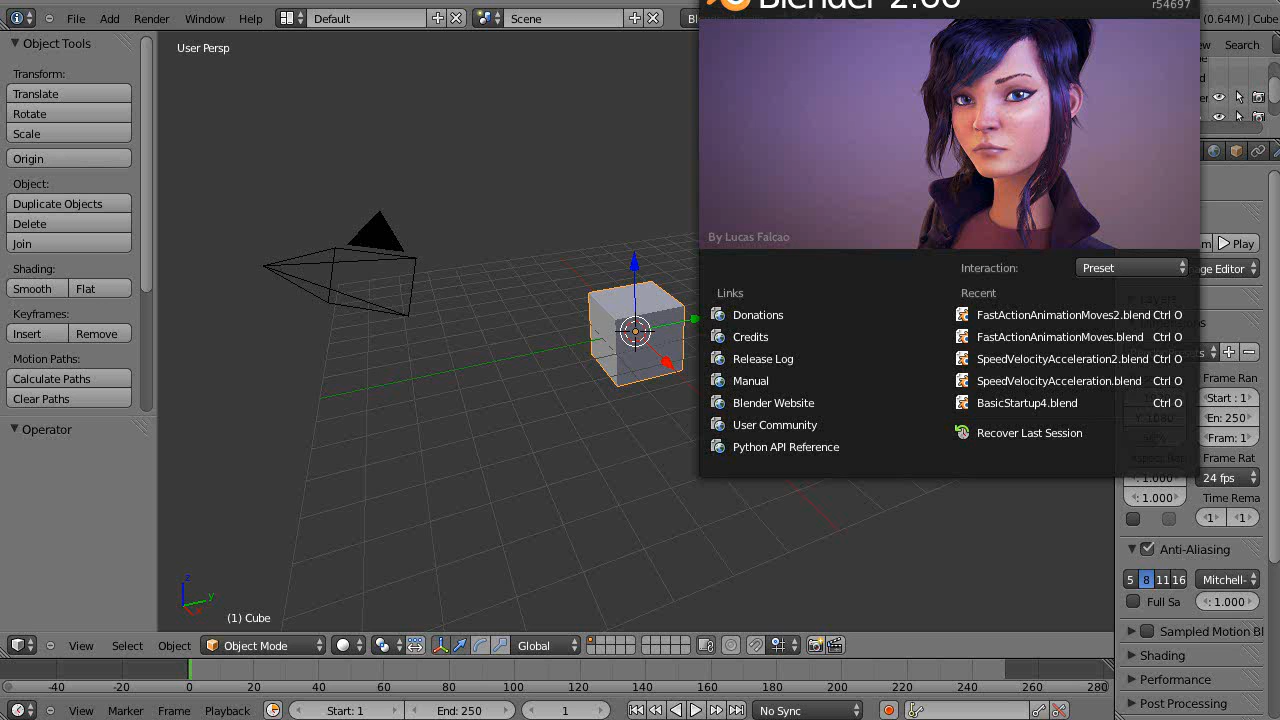 File Add Render Window Help Default Scene
Blender 2.66
r54697
(0.64M) | Cube
Object Tools
User Persp
Search
Transform:
Translate
Rotate
Scale
Origin
Object:
Duplicate Objects
Delete
Join
By Lucas Falcao
Play
Shading:
Smooth Flat
Interaction: Preset
Links
Recent
Keyframes:
Insert Remove
Donations
Credits
Release Log
Manual
Blender Website
User Community
Python API Reference
FastActionAnimationMoves2.blend Ctrl O
FastActionAnimationMoves.blend Ctrl O
SpeedVelocityAcceleration2.blend Ctrl O
SpeedVelocityAcceleration.blend Ctrl O
BasicStartup4.blend Ctrl O
Recover Last Session
Motion Paths:
Calculate Paths
Clear Paths
Operator
Frame Ran
Start : 1
En: 250
Fram: 1
Frame Rat
: 1.000 24 fps
: 1.000 Time Rema
1 1
Anti-Aliasing
5 8 11 16 Mitchell-
Full Sa : 1.000
z
y
(1) Cube
Sampled Motion Bl
View Select Object Object Mode Global
Shading
Performance
Post Processing
-40 -20 0 20 40 60 80 100 120 140 160 180 200 220 240 260 280
View Marker Frame Playback Start: 1 End: 250 1 No Sync